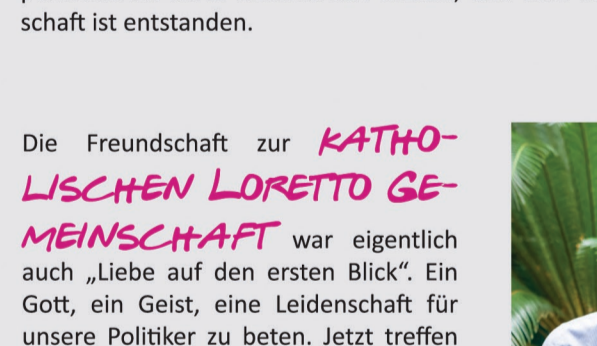 schaft ist entstanden.
Die Freundschaft zur KATHO-
LISCHEN LORETTO GE-
MEINSCHAFT war eigentlich
auch „Liebe auf den ersten Blick“. Ein
Gott, ein Geist, eine Leidenschaft für
unsere Politiker zu beten. Jetzt treffen